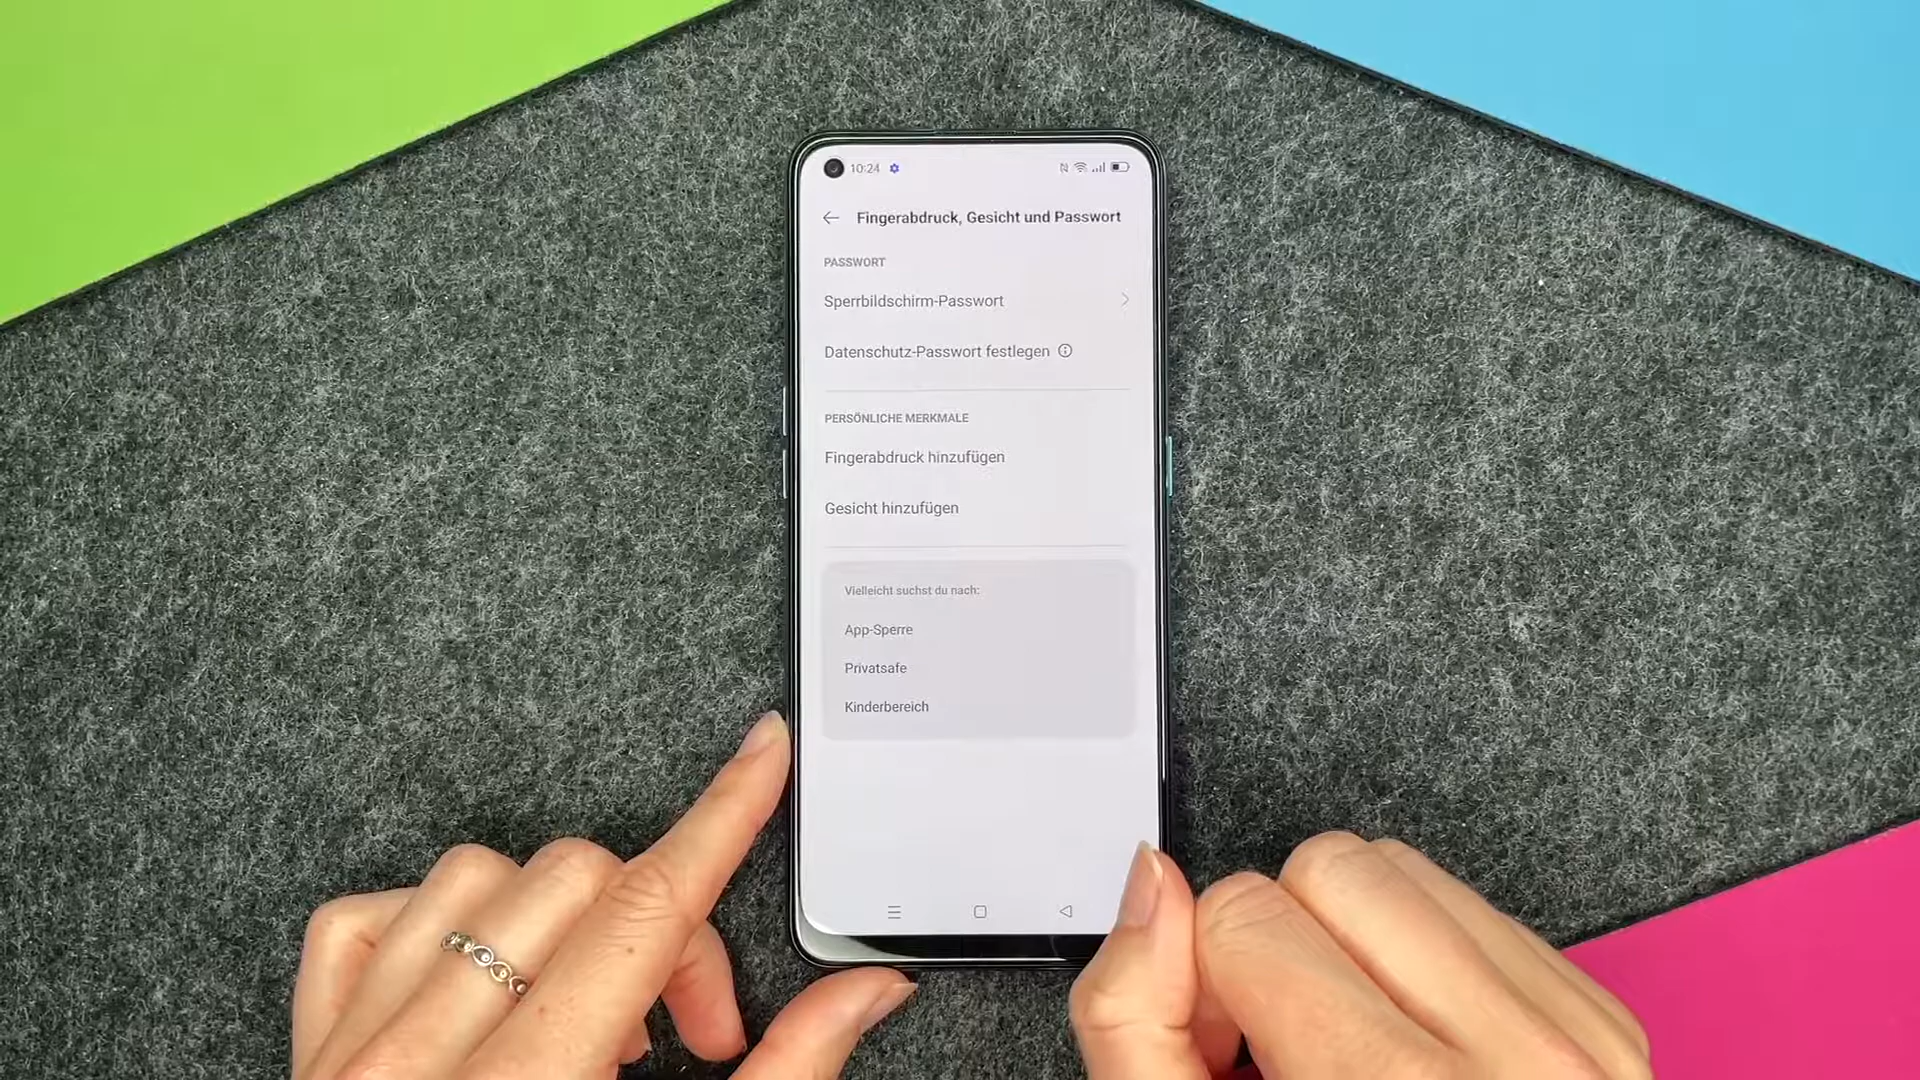 10:24
Fingerabdruck, Gesicht und Passwort
PASSWORT
Sperrbildschirm-Passwort
Datenschutz-Passwort festlegen
PERSÖNLICHE MERKMALE
Fingerabdruck hinzufügen
Gesicht hinzufügen
Vielleicht suchst du nach:
App-Sperre
Privatsafe
Kinderbereich